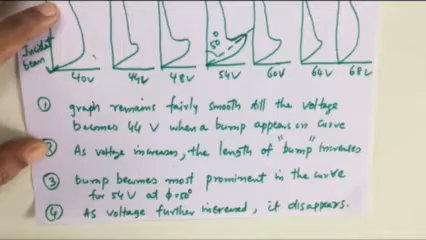 50°
Incident
beam
40V 44V 48V 54V 60V 64V 68V
① graph remains fairly smooth till the voltage
becomes 44 V when a bump appears in curve
② As voltage increases, the length of "bump" increases
③ bump becomes most prominent in the curve
for 54V at ϕ=50°
④ As voltage further increased, it disappears.